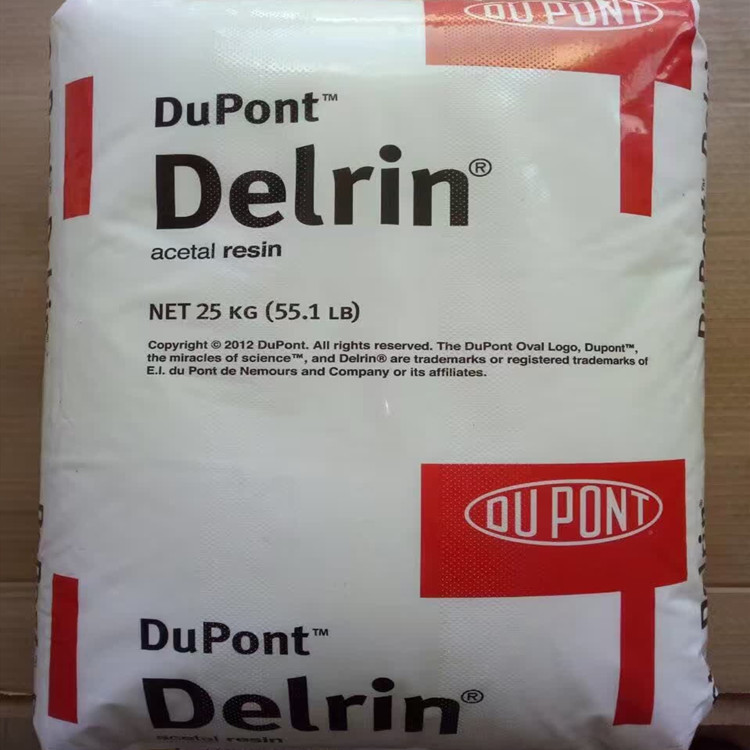 DU PONT
DuPont™
Delrin®
acetal resin
NET 25 KG (55.1 LB)
Copyright © 2012 DuPont. All rights reserved. The DuPont Oval Logo, Dupont™,
the miracles of science™, and Delrin® are trademarks or registered trademarks of
E.I. du Pont de Nemours and Company or its affiliates.
DU PONT
DuPont™
Delrin®
acetal resin